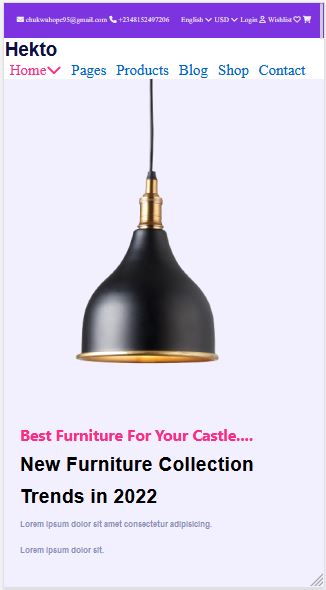 chukwuhope95@gmail.com +2348152497206 English USD Login Wishlist
Hekto
Home Pages Products Blog Shop Contact
Best Furniture For Your Castle....
New Furniture Collection
Trends in 2022
Lorem ipsum dolor sit amet consectetur adipisicing.
Lorem ipsum dolor sit.